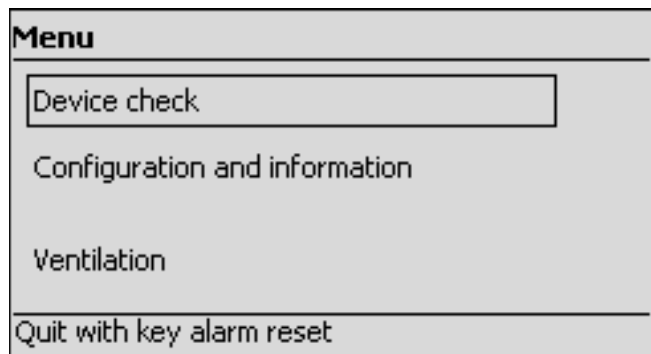 Menu
Device check
Configuration and information
Ventilation
Quit with key alarm reset